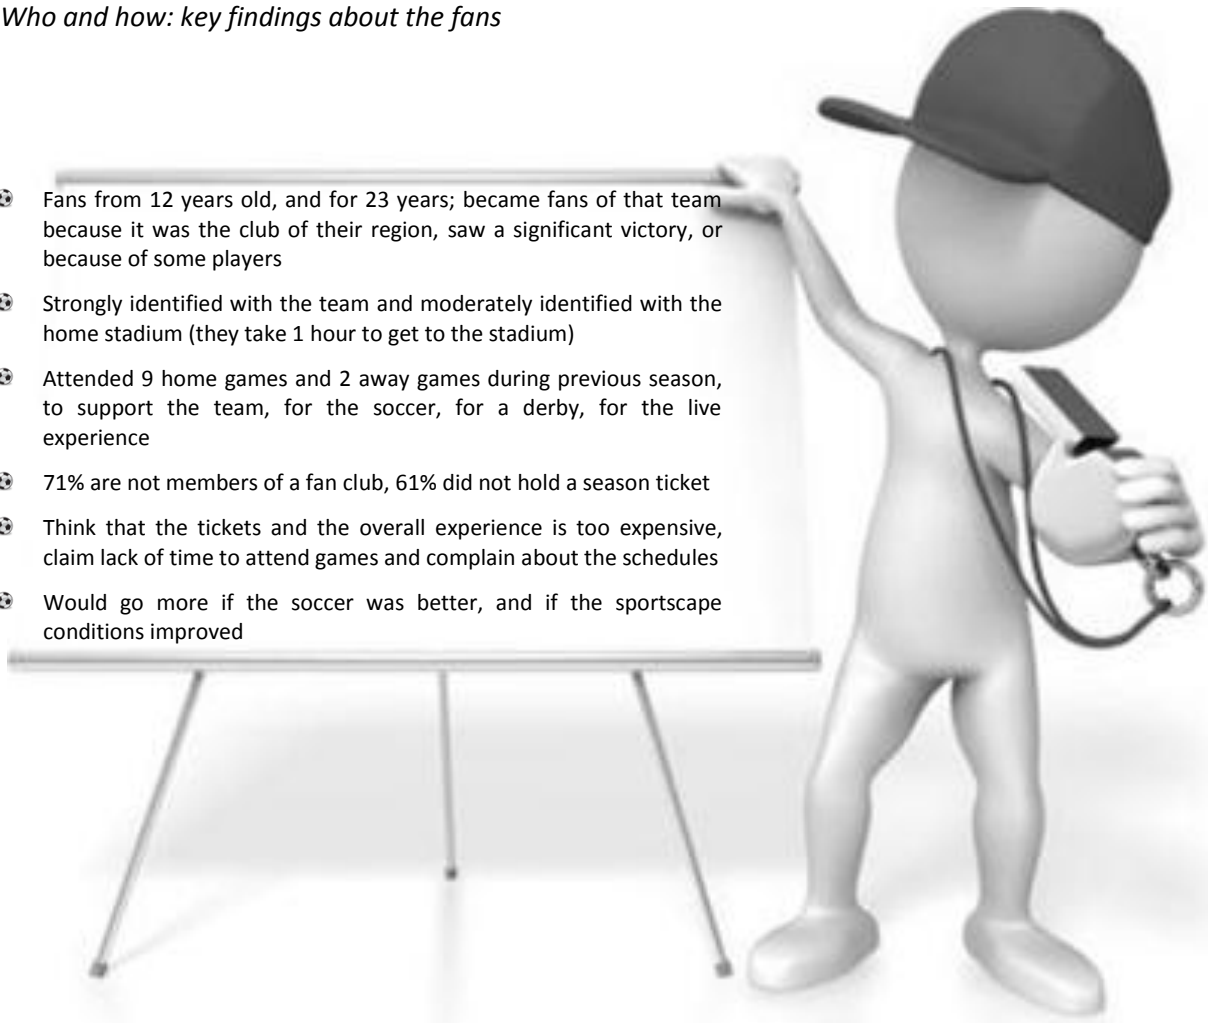 Who and how: key findings about the fans
Fans from 12 years old, and for 23 years; became fans of that team
because it was the club of their region, saw a significant victory, or
because of some players
Strongly identified with the team and moderately identified with the
home stadium (they take 1 hour to get to the stadium)
Attended 9 home games and 2 away games during previous season,
to support the team, for the soccer, for a derby, for the live
experience
71% are not members of a fan club, 61% did not hold a season ticket
Think that the tickets and the overall experience is too expensive,
claim lack of time to attend games and complain about the schedules
Would go more if the soccer was better, and if the sportscape
conditions improved